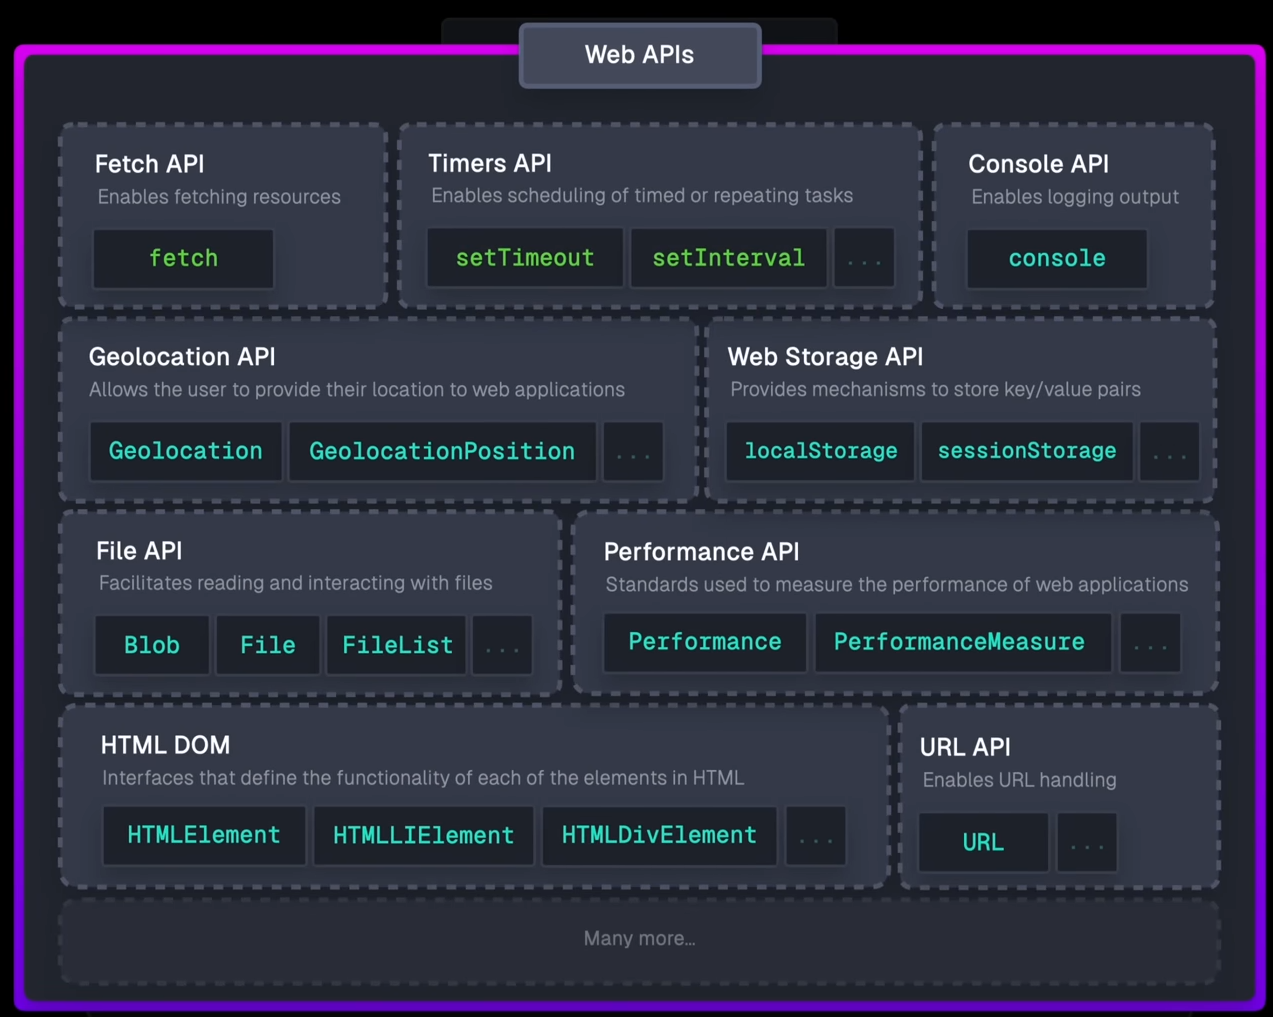 Web APIs
Fetch API
Enables fetching resources
fetch
Timers API
Enables scheduling of timed or repeating tasks
setTimeout setInterval ...
Console API
Enables logging output
console
Geolocation API
Allows the user to provide their location to web applications
Geolocation GeolocationPosition ...
Web Storage API
Provides mechanisms to store key/value pairs
localStorage sessionStorage ...
File API
Facilitates reading and interacting with files
Blob File FileList ...
Performance API
Standards used to measure the performance of web applications
Performance PerformanceMeasure ...
HTML DOM
Interfaces that define the functionality of each of the elements in HTML
HTMLElement HTMLLIElement HTMLDivElement ...
URL API
Enables URL handling
URL ...
Many more...